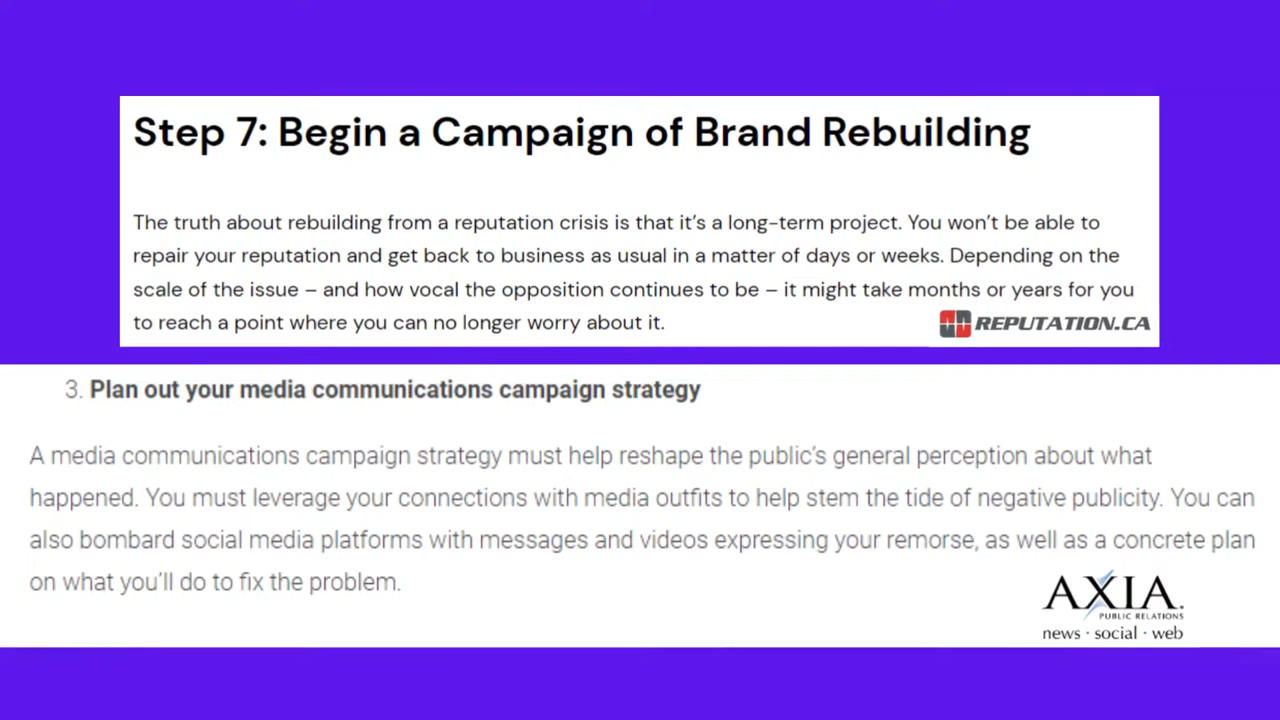 Step 7: Begin a Campaign of Brand Rebuilding
The truth about rebuilding from a reputation crisis is that it’s a long-term project. You won’t be able to
repair your reputation and get back to business as usual in a matter of days or weeks. Depending on the
scale of the issue – and how vocal the opposition continues to be – it might take months or years for you
to reach a point where you can no longer worry about it.
REPUTATION.CA
3. Plan out your media communications campaign strategy
A media communications campaign strategy must help reshape the public’s general perception about what
happened. You must leverage your connections with media outfits to help stem the tide of negative publicity. You can
also bombard social media platforms with messages and videos expressing your remorse, as well as a concrete plan
on what you’ll do to fix the problem.
AXIA.
PUBLIC RELATIONS
news · social · web